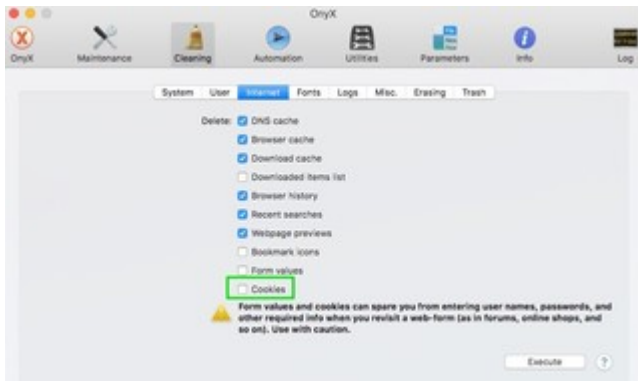 OnyX
OnyX Maintenance Cleaning Automation Utilities Parameters Info Log
System User Internet Fonts Logs Misc. Erasing Trash
Delete: DNS cache
Browser cache
Download cache
Downloaded items list
Browser history
Recent searches
Webpage previews
Bookmark icons
Form values
Cookies
Form values and cookies can spare you from entering user names, passwords, and
other required info when you revisit a web-form (as in forums, online shops, and
so on). Use with caution.
Execute ?